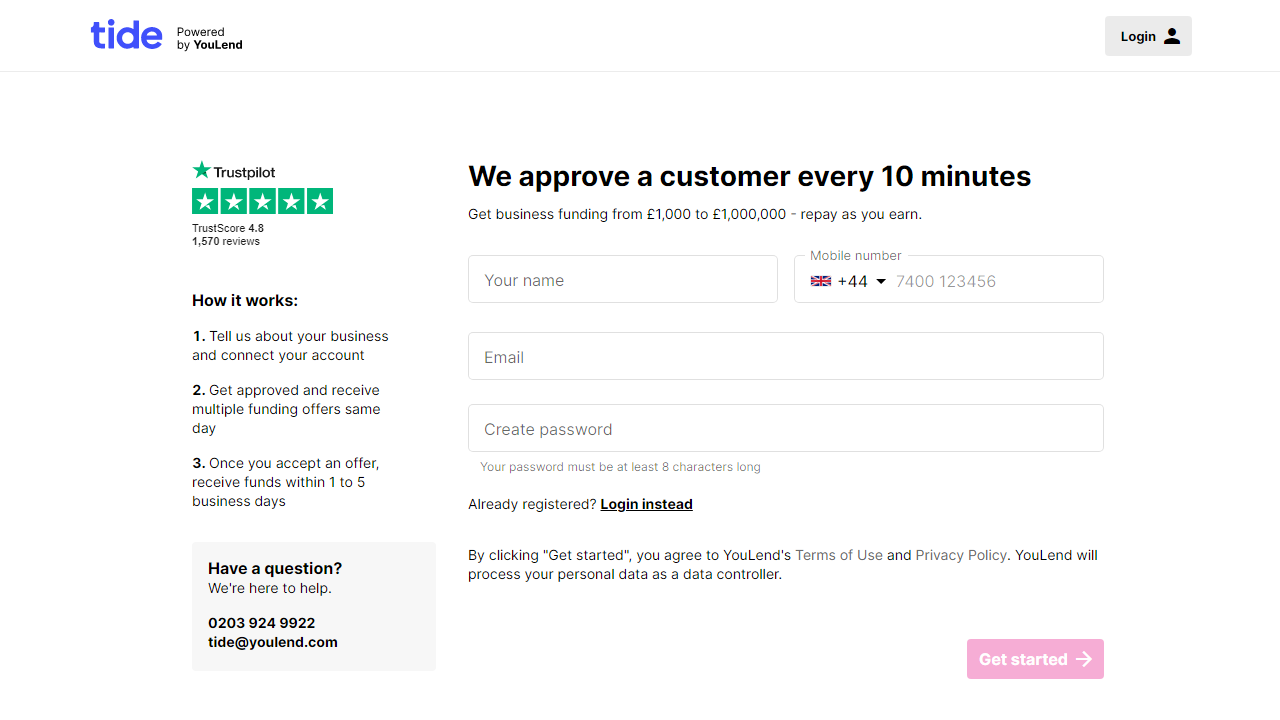 tide
Powered
by YouLend
Login
Trustpilot
TrustScore 4.8
1,570 reviews
How it works:
1. Tell us about your business
and connect your account
2. Get approved and receive
multiple funding offers same
day
3. Once you accept an offer,
receive funds within 1 to 5
business days
Have a question?
We're here to help.
0203 924 9922
tide@youlend.com
We approve a customer every 10 minutes
Get business funding from £1,000 to £1,000,000 - repay as you earn.
Your name
Mobile number
+44 7400 123456
Email
Create password
Your password must be at least 8 characters long
Already registered? Login instead
By clicking "Get started", you agree to YouLend's Terms of Use and Privacy Policy. YouLend will
process your personal data as a data controller.
Get started